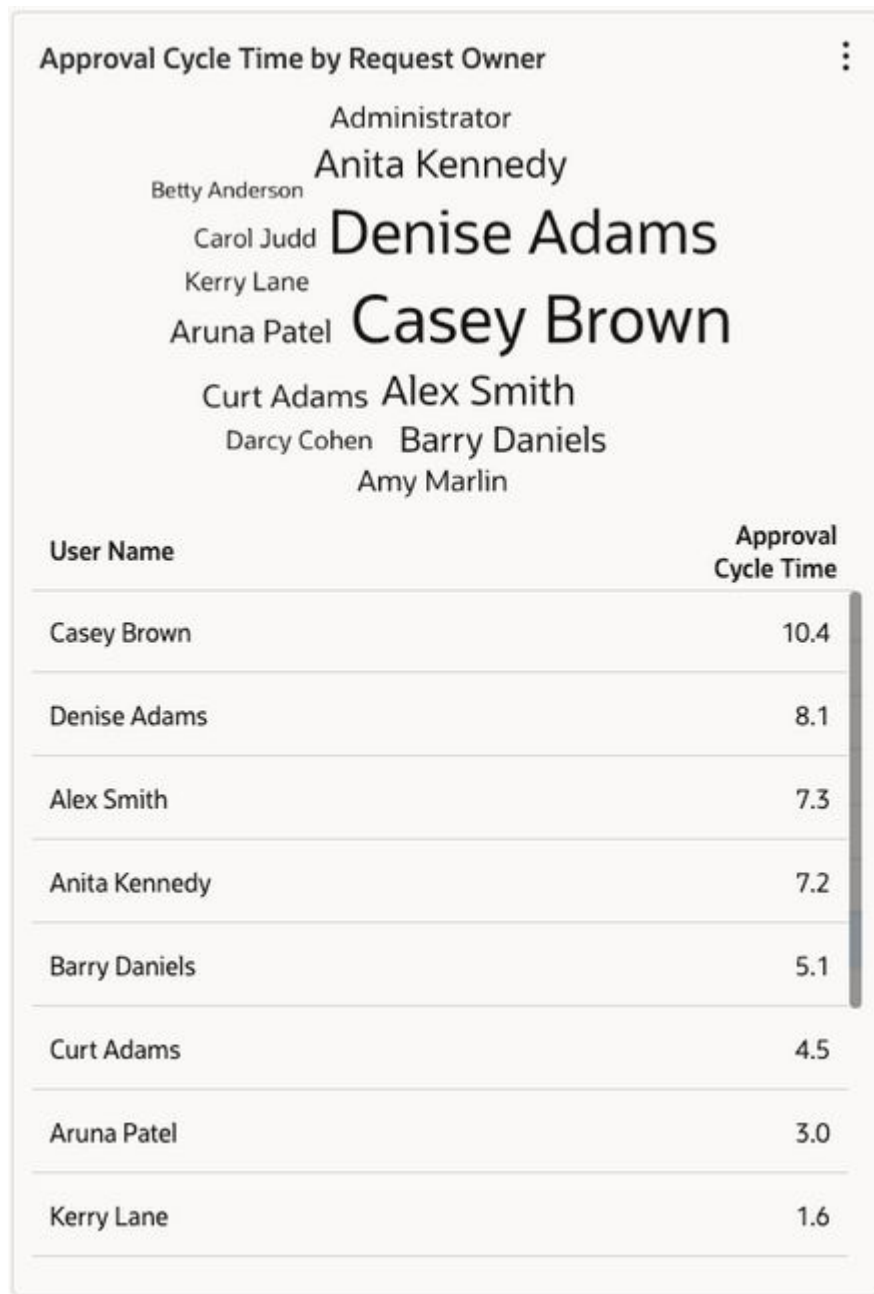 Approval Cycle Time by Request Owner
Administrator
Anita Kennedy
Betty Anderson
Carol Judd Denise Adams
Kerry Lane
Aruna Patel Casey Brown
Curt Adams Alex Smith
Darcy Cohen Barry Daniels
Amy Marlin
User Name Approval Cycle Time
Casey Brown 10.4
Denise Adams 8.1
Alex Smith 7.3
Anita Kennedy 7.2
Barry Daniels 5.1
Curt Adams 4.5
Aruna Patel 3.0
Kerry Lane 1.6